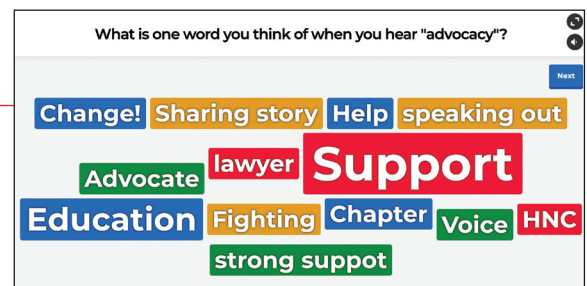 What is one word you think of when you hear "advocacy"?
Next
Change! Sharing story Help speaking out
Advocate lawyer Support
Education Fighting Chapter Voice HNC
strong suppot